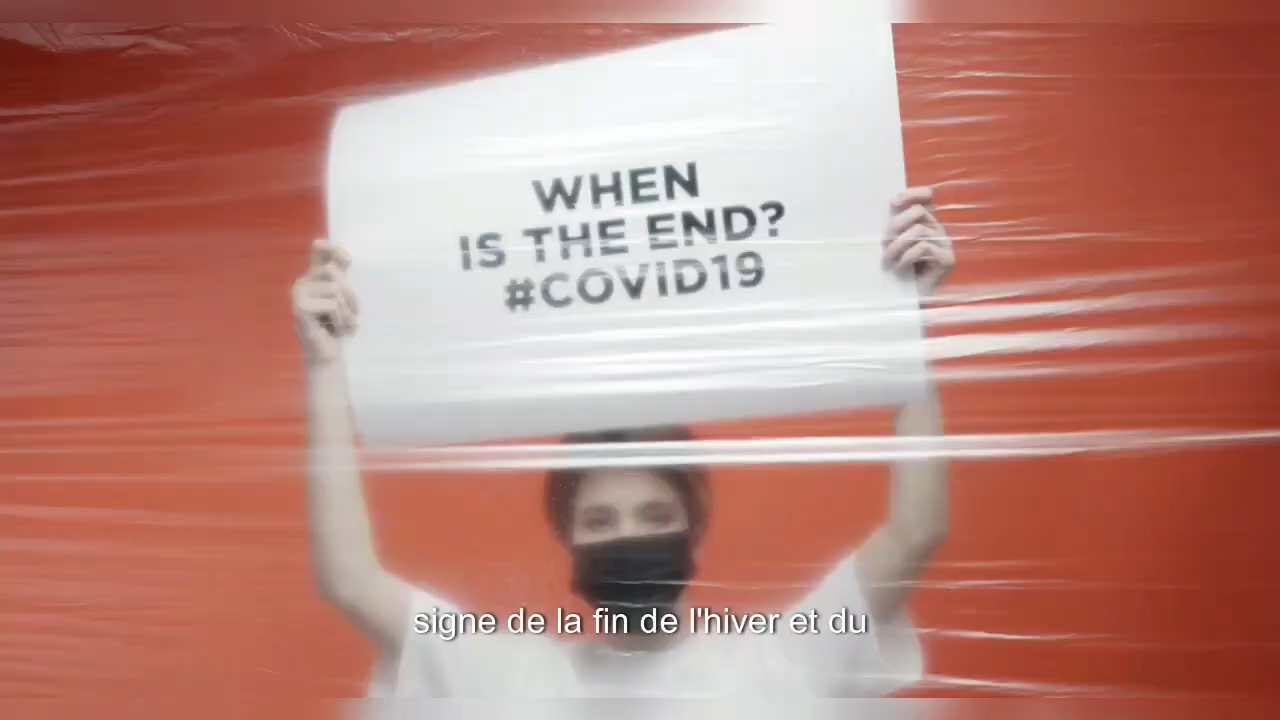 WHEN
IS THE END?
#COVID19
signe de la fin de l'hiver et du